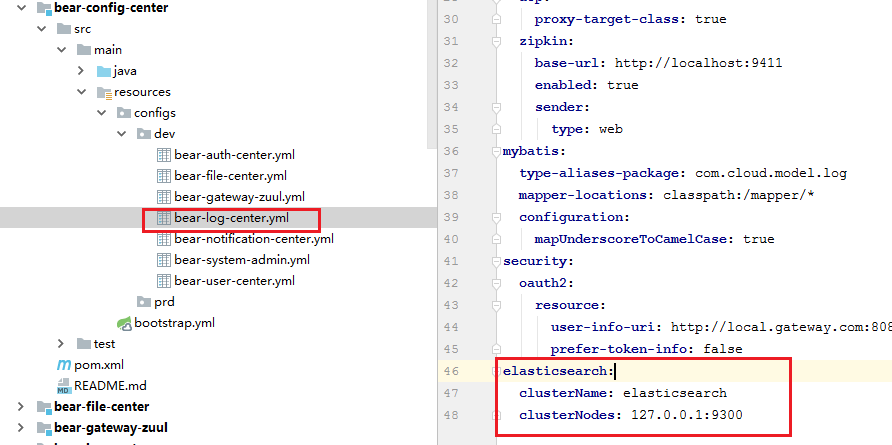 bear-config-center
src
main
java
resources
configs
dev
bear-auth-center.yml
bear-file-center.yml
bear-gateway-zuul.yml
bear-log-center.yml
bear-notification-center.yml
bear-system-admin.yml
bear-user-center.yml
prd
bootstrap.yml
test
pom.xml
README.md
bear-file-center
bear-gateway-zuul
30 proxy-target-class: true
31 zipkin:
32 base-url: http://localhost:9411
33 enabled: true
34 sender:
35 type: web
36 mybatis:
37 type-aliases-package: com.cloud.model.log
38 mapper-locations: classpath:/mapper/*
39 configuration:
40 mapUnderscoreToCamelCase: true
41 security:
42 oauth2:
43 resource:
44 user-info-uri: http://local.gateway.com:808
45 prefer-token-info: false
46 elasticsearch:
47 clusterName: elasticsearch
48 clusterNodes: 127.0.0.1:9300